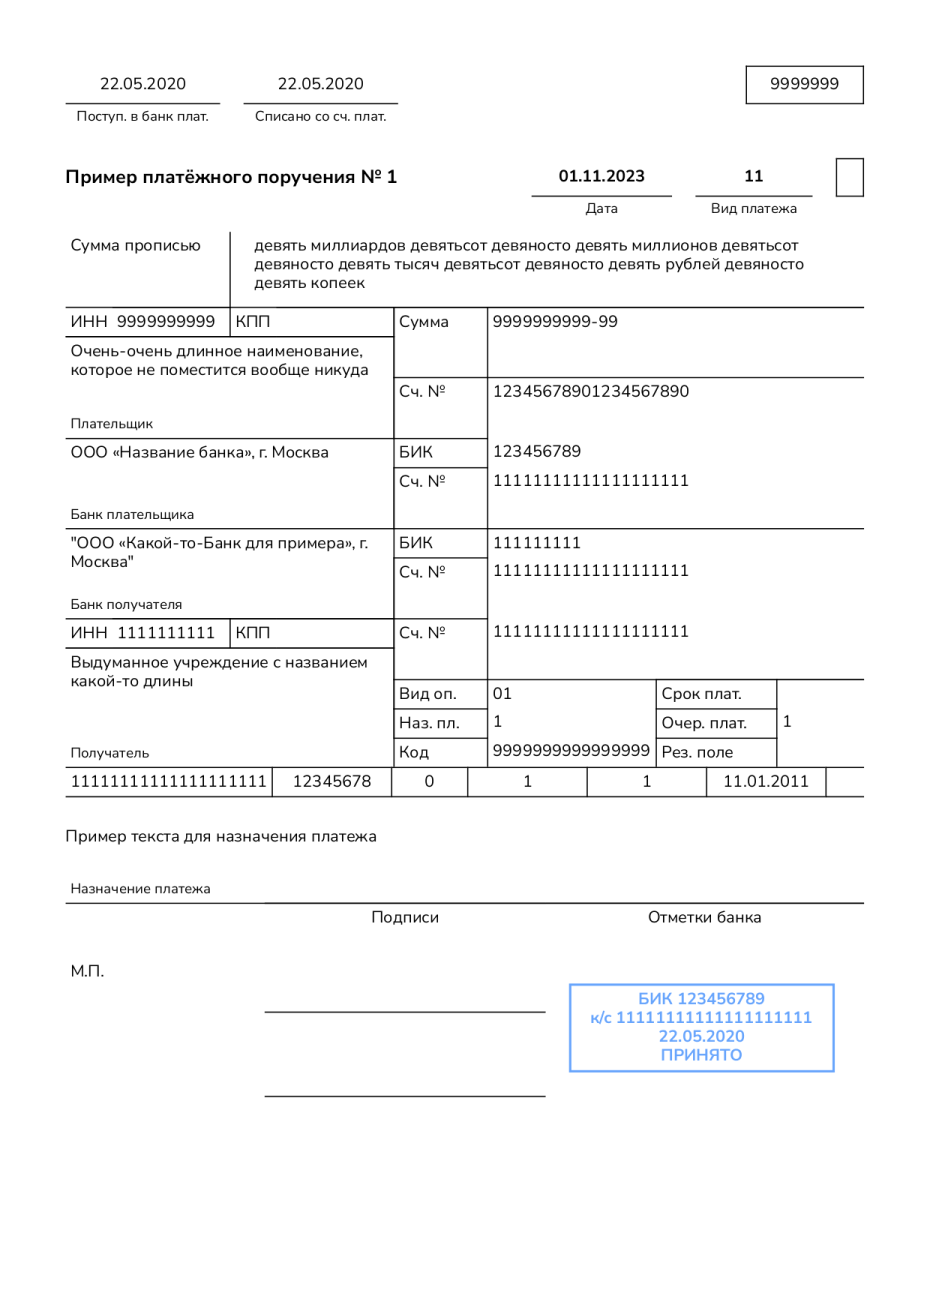 22.05.2020 22.05.2020 9999999
Поступ. в банк плат. Списано со сч. плат.
Пример платёжного поручения № 1 01.11.2023 11
Дата Вид платежа
Сумма прописью девять миллиардов девятьсот девяносто девять миллионов девятьсот
девяносто девять тысяч девятьсот девяносто девять рублей девяносто
девять копеек
ИНН 9999999999 КПП Сумма 9999999999-99
Очень-очень длинное наименование,
которое не поместится вообще никуда
Сч. № 12345678901234567890
Плательщик
ООО «Название банка», г. Москва БИК 123456789
Сч. № 11111111111111111111
Банк плательщика
"ООО «Какой-то-Банк для примера», г. БИК 111111111
Москва"
Сч. № 11111111111111111111
Банк получателя
ИНН 1111111111 КПП Сч. № 11111111111111111111
Выдуманное учреждение с названием
какой-то длины
Вид оп. 01 Срок плат.
Наз. пл. 1 Очер. плат. 1
Получатель Код 9999999999999999 Рез. поле
11111111111111111111 12345678 0 1 1 11.01.2011
Пример текста для назначения платежа
Назначение платежа
Подписи Отметки банка
М.П.
БИК 123456789
к/с 11111111111111111111
22.05.2020
ПРИНЯТО